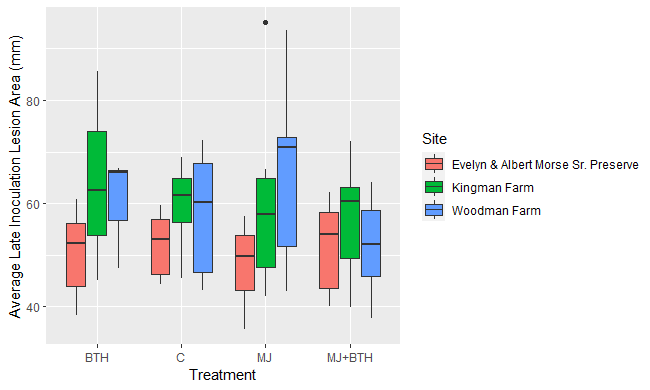 Average Late Inoculation Lesion Area (mm)
80
60
40
BTH
C
MJ
MJ+BTH
Treatment
Site
Evelyn & Albert Morse Sr. Preserve
Kingman Farm
Woodman Farm